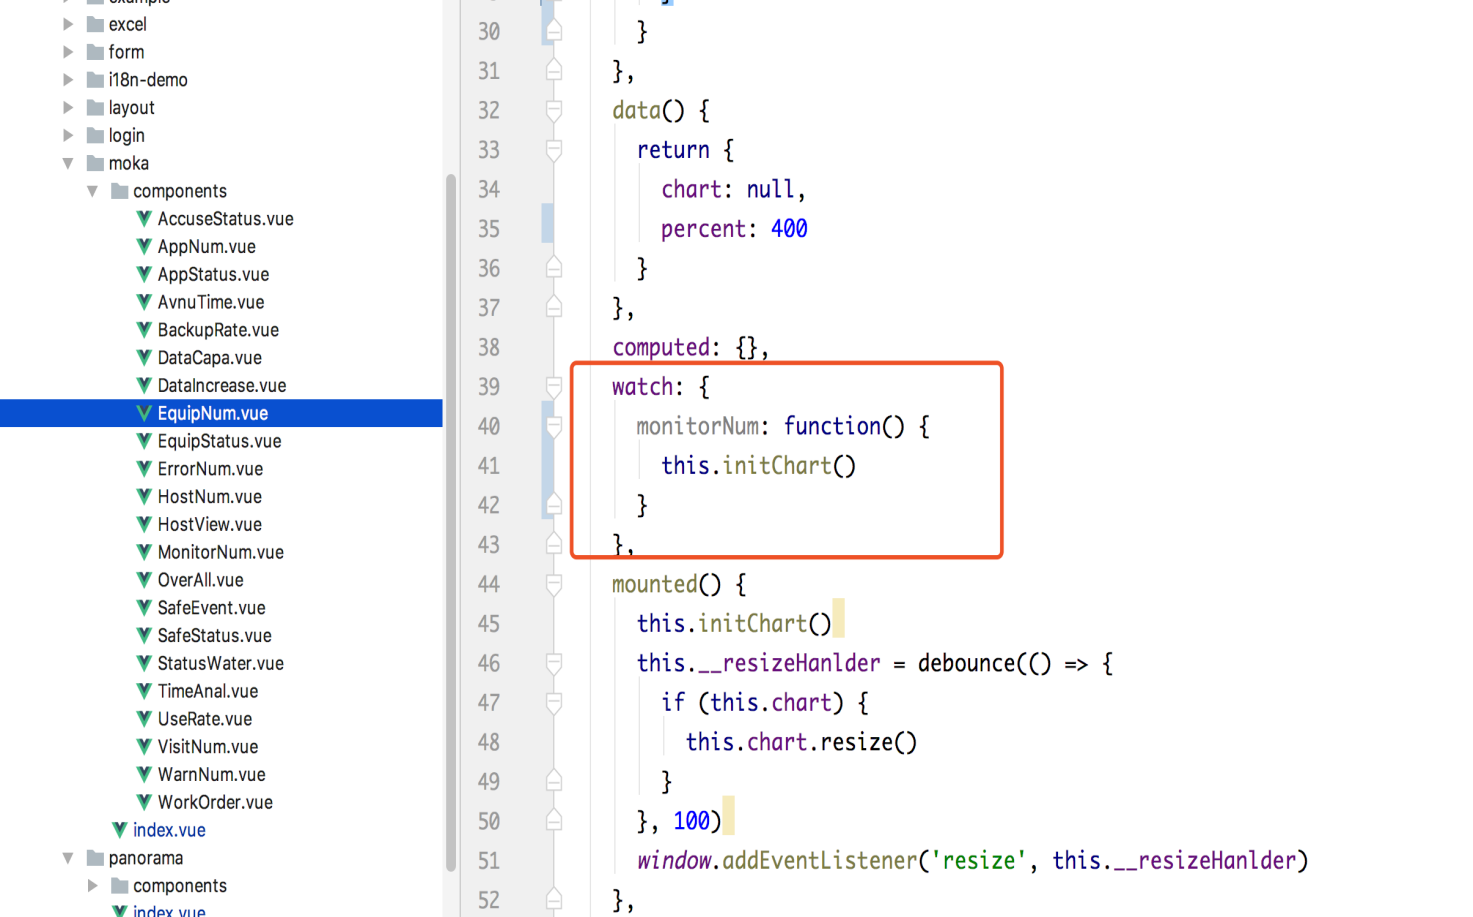 example
excel
form
i18n-demo
layout
login
moka
components
AccuseStatus.vue
AppNum.vue
AppStatus.vue
AvnuTime.vue
BackupRate.vue
DataCapa.vue
DataIncrease.vue
EquipNum.vue
EquipStatus.vue
ErrorNum.vue
HostNum.vue
HostView.vue
MonitorNum.vue
OverAll.vue
SafeEvent.vue
SafeStatus.vue
StatusWater.vue
TimeAnal.vue
UseRate.vue
VisitNum.vue
WarnNum.vue
WorkOrder.vue
index.vue
panorama
components
index.vue
30 }
31 },
32 data() {
33 return {
34 chart: null,
35 percent: 400
36 }
37 },
38 computed: {},
39 watch: {
40 monitorNum: function() {
41 this.initChart()
42 }
43 },
44 mounted() {
45 this.initChart()
46 this.__resizeHanlder = debounce(() => {
47 if (this.chart) {
48 this.chart.resize()
49 }
50 }, 100)
51 window.addEventListener('resize', this.__resizeHanlder)
52 },